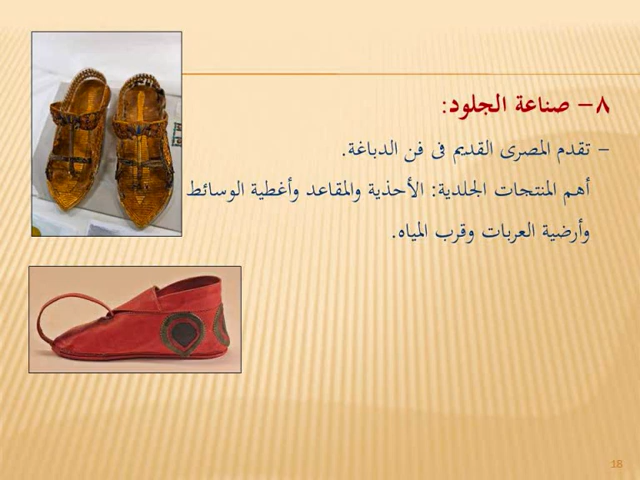 ٨- صناعة الجلود:
- تقدم المصرى القديم فى فن الدباغة.
أهم المنتجات الجلدية: الأحذية والمقاعد وأغطية الوسائط
وأرضية العربات وقرب المياه.
18